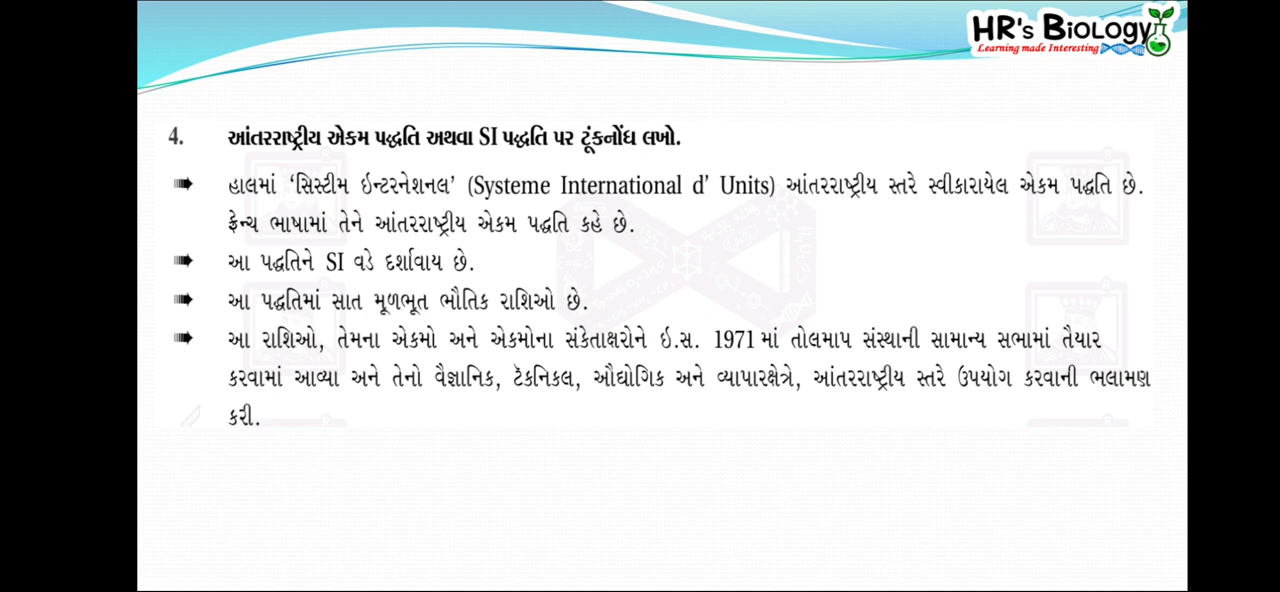 HR's BIOLOGY
Learning made Interesting
4. આંતરરાષ્ટ્રીય એકમ પદ્ધતિ અથવા SI પદ્ધતિ પર ટૂંકનોંધ લખો.
➠ હાલમાં ‘સિસ્ટીમ ઇન્ટરનેશનલ’ (Systeme International d' Units) આંતરરાષ્ટ્રીય સ્તરે સ્વીકારાયેલ એકમ પદ્ધતિ છે.
ફ્રેન્ચ ભાષામાં તેને આંતરરાષ્ટ્રીય એકમ પદ્ધતિ કહે છે.
➠ આ પદ્ધતિને SI વડે દર્શાવાય છે.
➠ આ પદ્ધતિમાં સાત મૂળભૂત ભૌતિક રાશિઓ છે.
➠ આ રાશિઓ, તેમના એકમો અને એકમોના સંકેતાક્ષરોને ઇ.સ. 1971 માં તોલમાપ સંસ્થાની સામાન્ય સભામાં તૈયાર
કરવામાં આવ્યા અને તેનો વૈજ્ઞાનિક, ટૅકનિકલ, ઔદ્યોગિક અને વ્યાપારક્ષેત્રે, આંતરરાષ્ટ્રીય સ્તરે ઉપયોગ કરવાની ભલામણ
કરી.